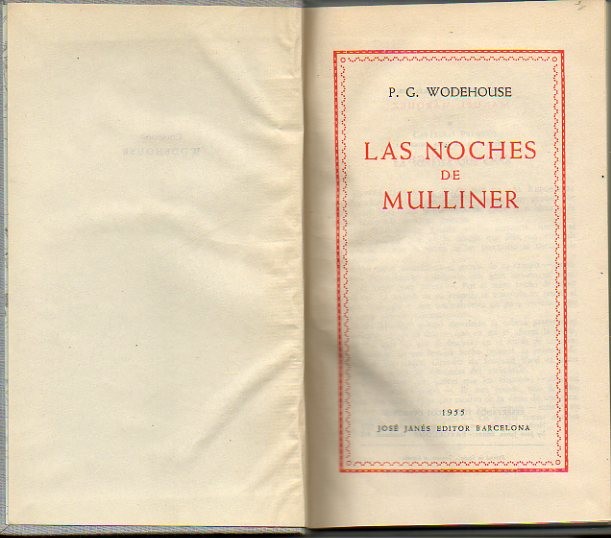 P. G. WODEHOUSE
LAS NOCHES
DE
MULLINER
1955
JOSÉ JANÉS EDITOR BARCELONA